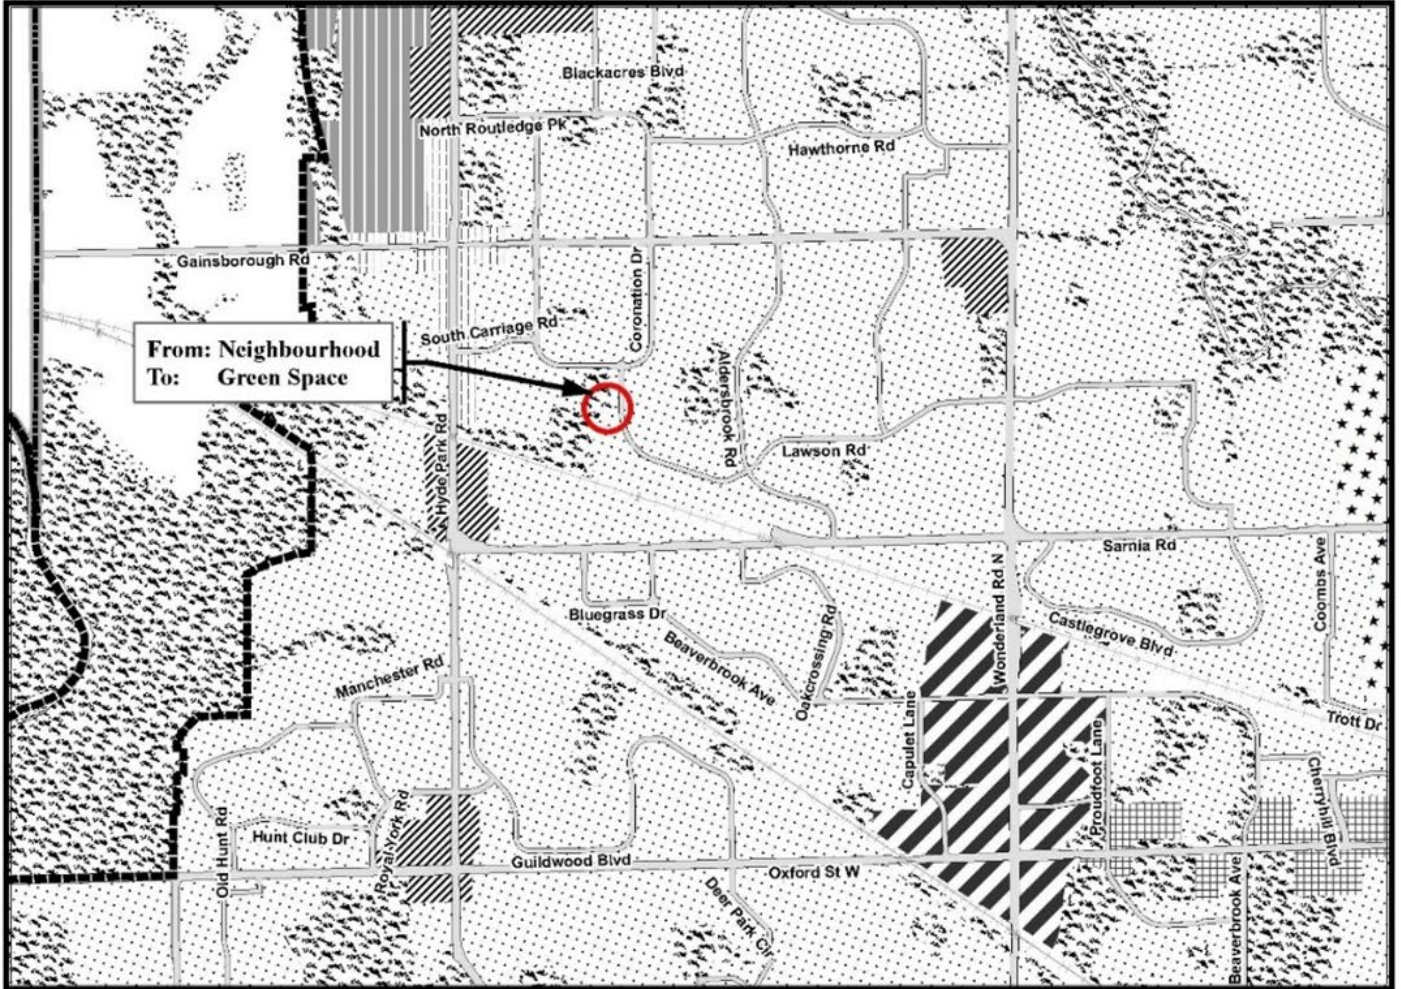 Blackacres Blvd
North Routledge Pk
Hawthorne Rd
Gainsborough Rd
Coronation Dr
South Carriage Rd
From: Neighbourhood
To: Green Space
Aldersbrook Rd
Hyde Park Rd
Lawson Rd
Sarnia Rd
Wonderland Rd N
Coombs Ave
Bluegrass Dr
Castlegrove Blvd
Beaverbrook Ave
Oakcrossing Rd
Manchester Rd
Capulet Lane
Proudfoot Lane
Trott Dr
Cherryhill Blvd
Old Hunt Rd
Hunt Club Dr
Royal York Rd
Guildwood Blvd
Oxford St W
Deer Park Cir
Beaverbrook Ave